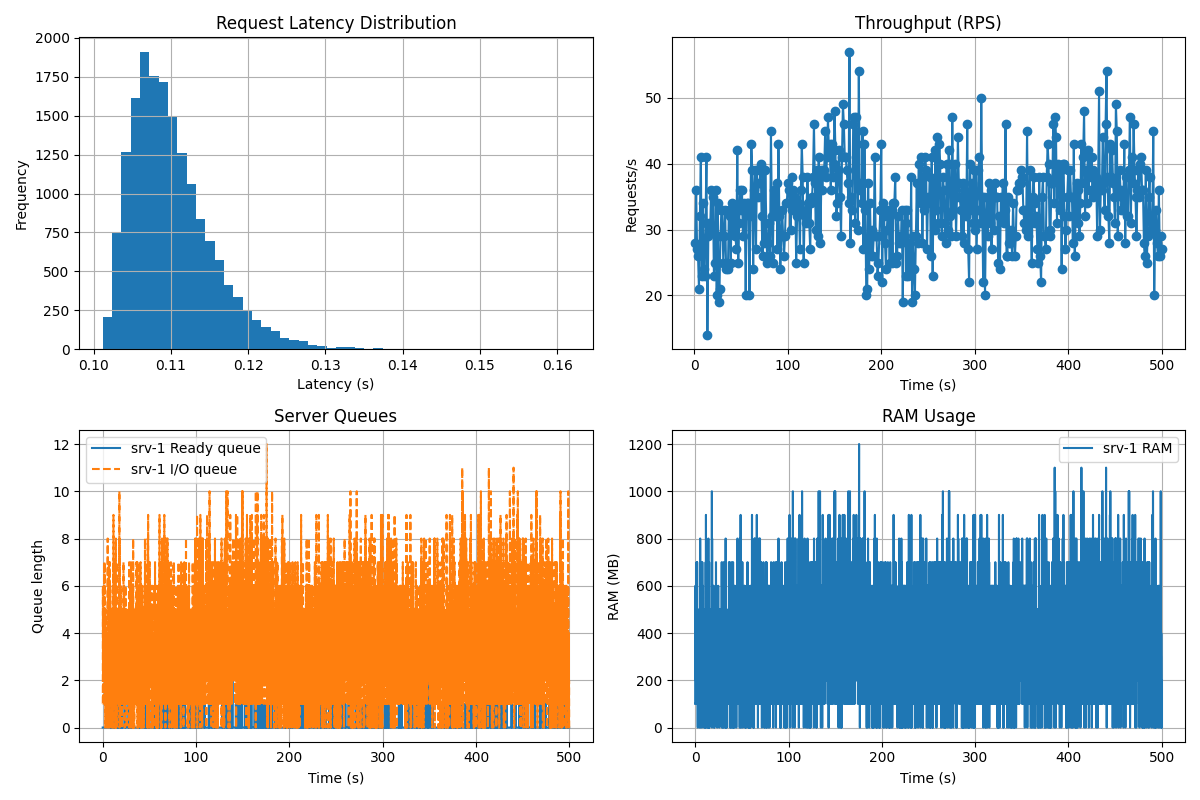 Request Latency Distribution
Frequency
2000
1750
1500
1250
1000
750
500
250
0
0.10 0.11 0.12 0.13 0.14 0.15 0.16
Latency (s)
Throughput (RPS)
Requests/s
50
40
30
20
0 100 200 300 400 500
Time (s)
Server Queues
srv-1 Ready queue
srv-1 I/O queue
Queue length
12
10
8
6
4
2
0
0 100 200 300 400 500
Time (s)
RAM Usage
srv-1 RAM
RAM (MB)
1200
1000
800
600
400
200
0
0 100 200 300 400 500
Time (s)